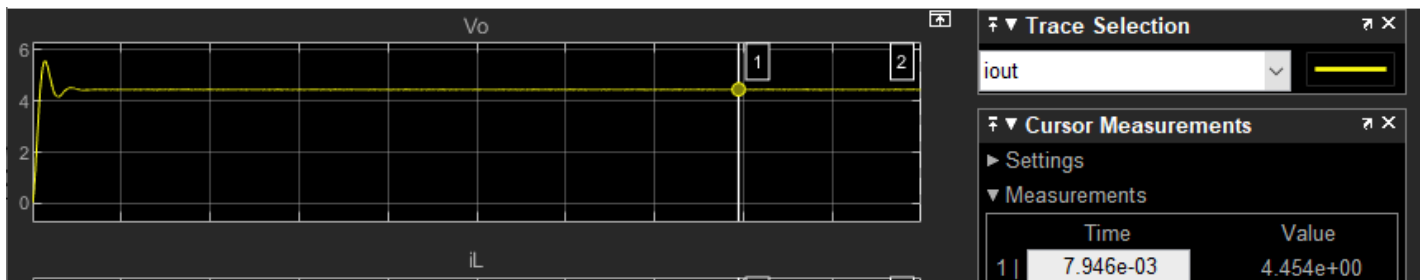 Vo
6
4
2
0
1
2
iL
Trace Selection
iout
Cursor Measurements
Settings
Measurements
Time Value
1 | 7.946e-03 4.454e+00